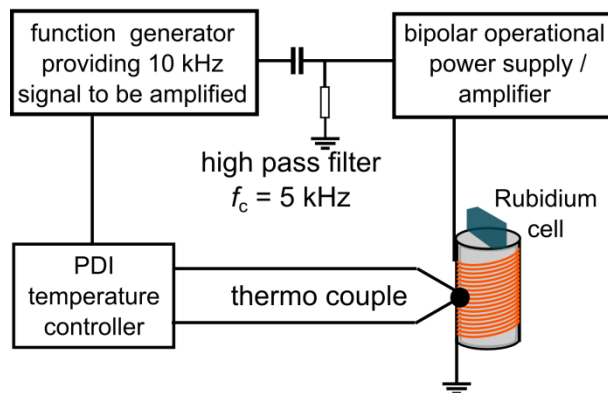 function generator
providing 10 kHz
signal to be amplified
bipolar operational
power supply /
amplifier
high pass filter
fc = 5 kHz
Rubidium
cell
PDI
temperature
controller
thermo couple